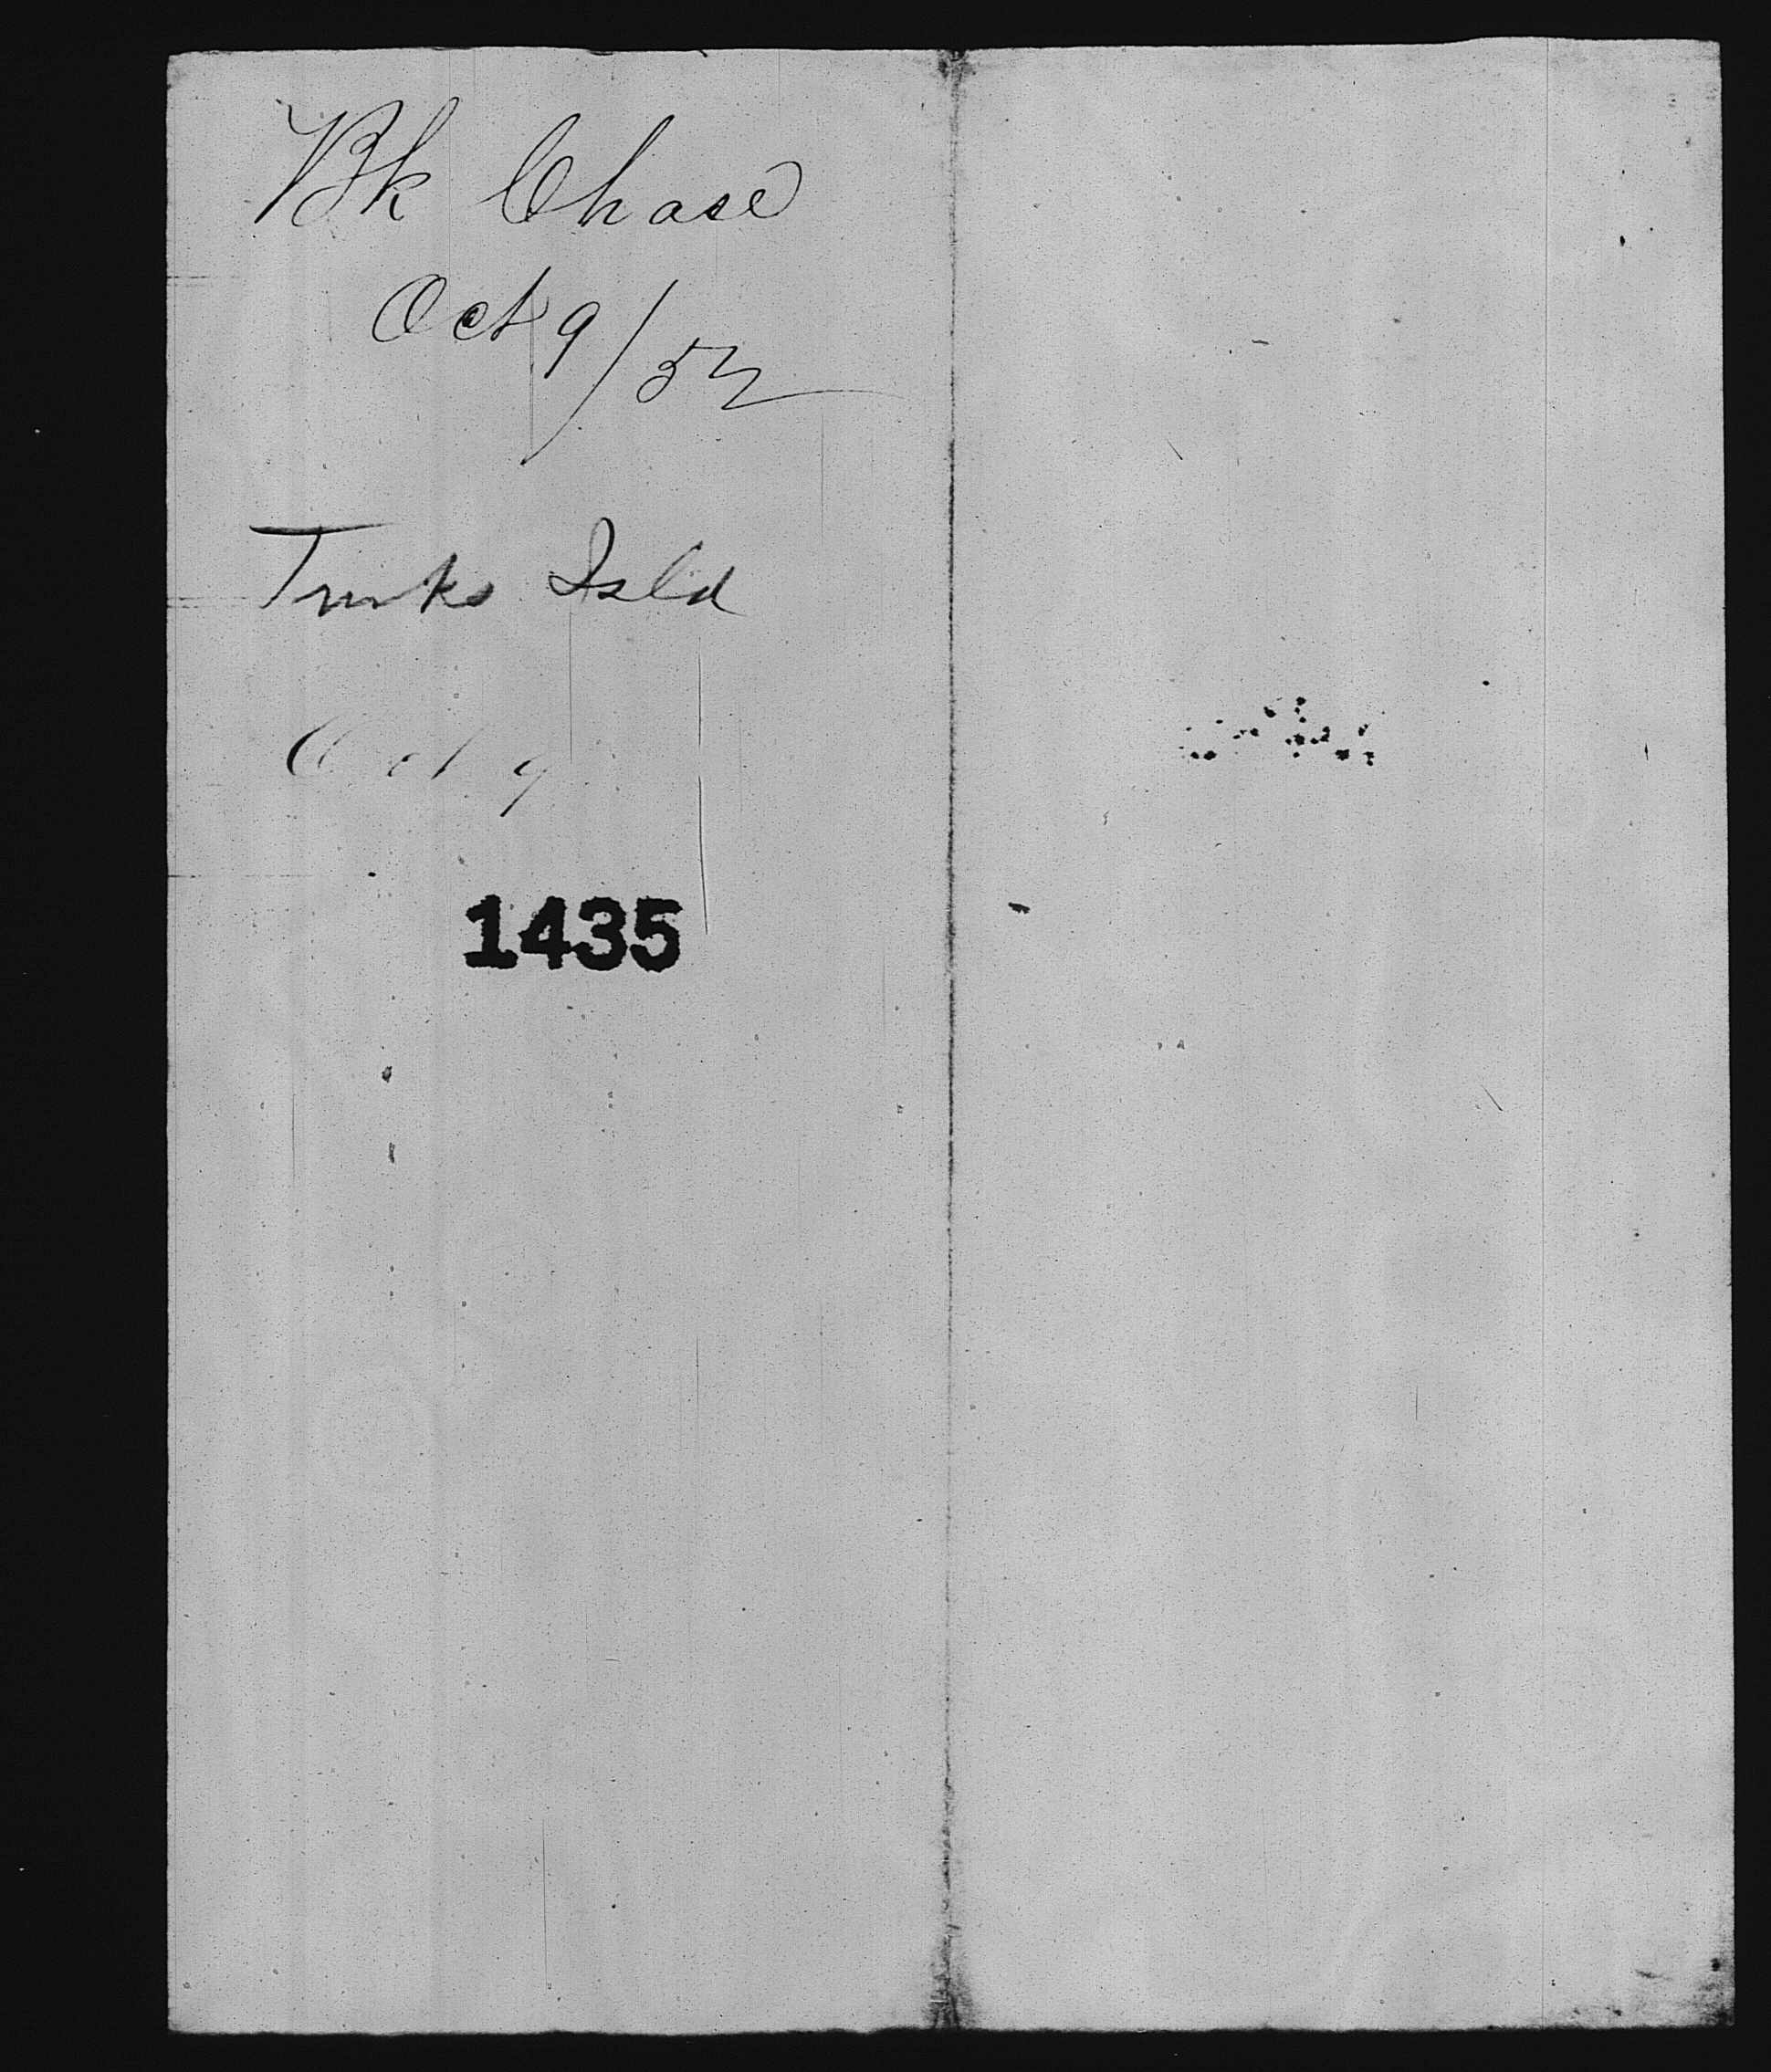 Bk Chase
Oct 9/52
Turks Isld
Oct 9
1435